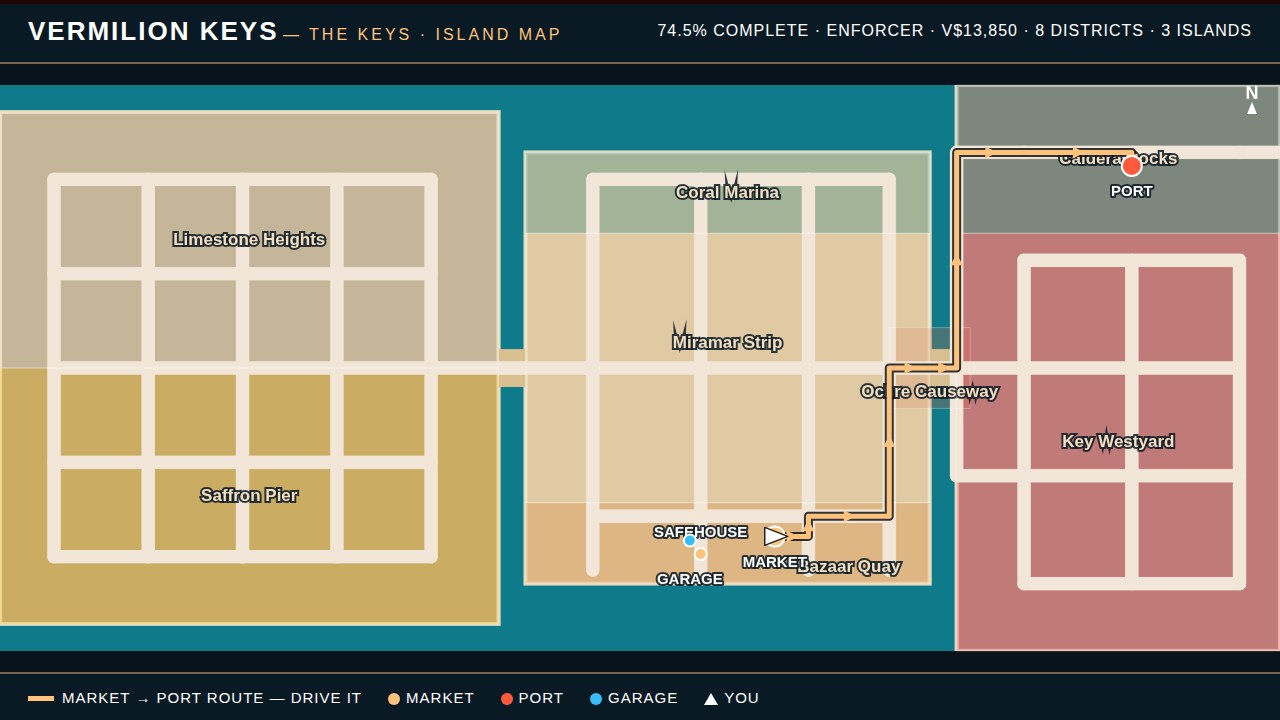 VERMILION KEYS — THE KEYS · ISLAND MAP
74.5% COMPLETE · ENFORCER · V$13,850 · 8 DISTRICTS · 3 ISLANDS
N
Caldera Docks
PORT
Coral Marina
Limestone Heights
Miramar Strip
Ochre Causeway
Key Westyard
Saffron Pier
SAFEHOUSE
MARKET
Bazaar Quay
GARAGE
MARKET → PORT ROUTE — DRIVE IT
MARKET
PORT
GARAGE
YOU